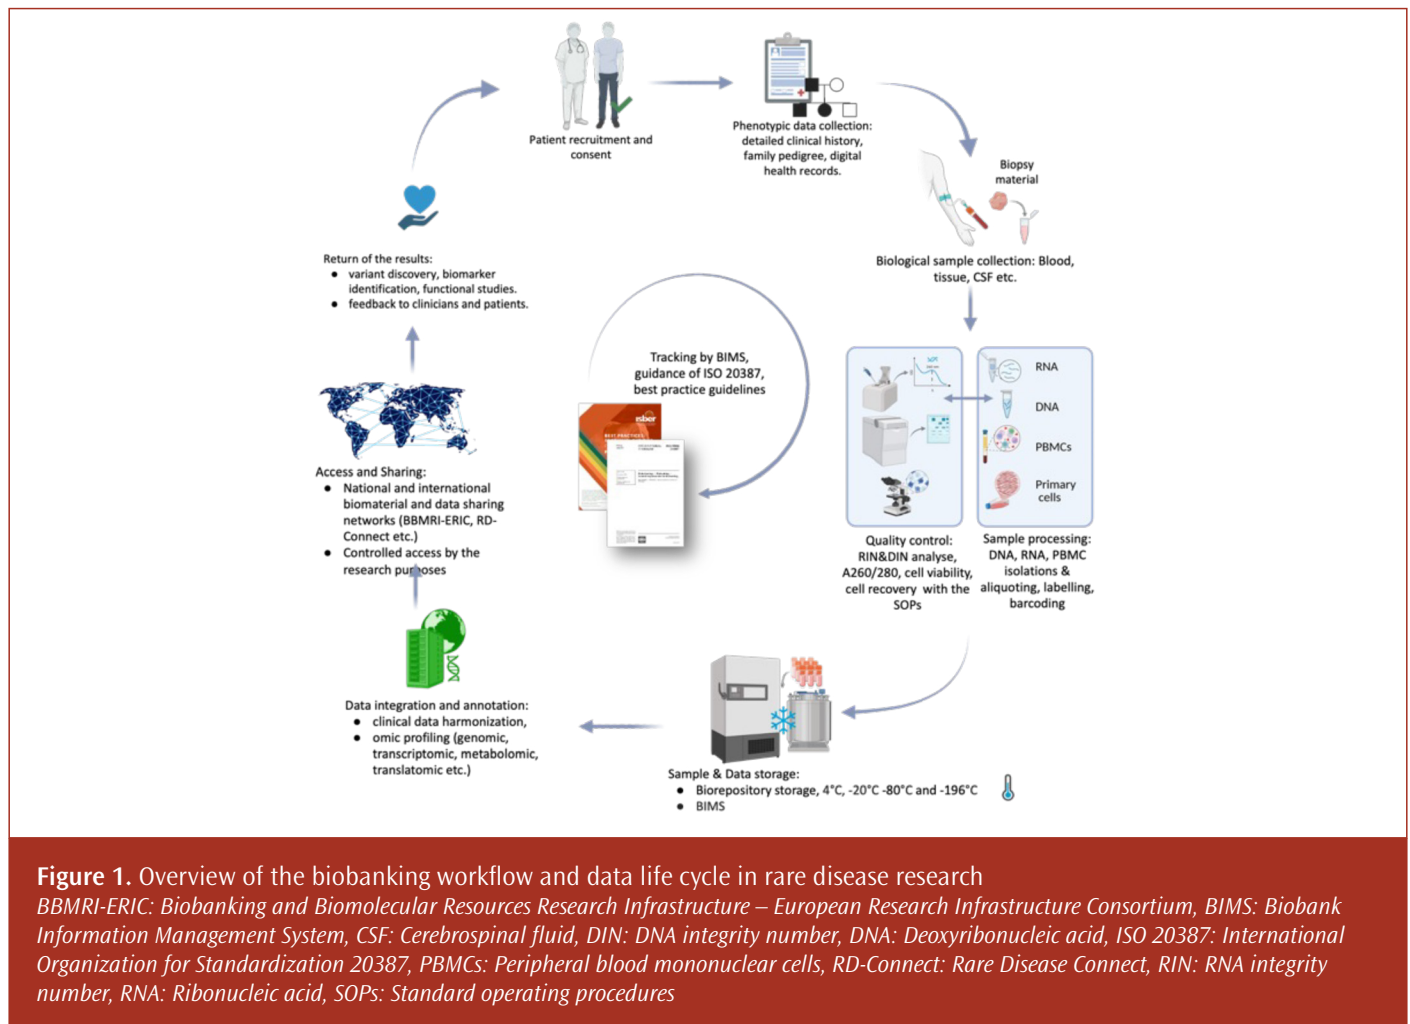 Patient recruitment and
consent
Phenotypic data collection:
detailed clinical history,
family pedigree, digital
health records.
Biopsy
material
Biological sample collection: Blood,
tissue, CSF etc.
RNA
DNA
PBMCs
Primary
cells
Quality control:
RIN&DIN analyse,
A260/280, cell viability,
cell recovery with the
SOPs
Sample processing:
DNA, RNA, PBMC
isolations &
aliquoting, labelling,
barcoding
Sample & Data storage:
● Biorepository storage, 4°C, -20°C -80°C and -196°C
● BIMS
Data integration and annotation:
● clinical data harmonization,
● omic profiling (genomic,
transcriptomic, metabolomic,
translatomic etc.)
Access and Sharing:
● National and international
biomaterial and data sharing
networks (BBMRI-ERIC, RD-
Connect etc.)
● Controlled access by the
research purposes
Return of the results:
● variant discovery, biomarker
identification, functional studies.
● feedback to clinicians and patients.
Tracking by BIMS,
guidance of ISO 20387,
best practice guidelines
isber
BEST PRACTICES
Figure 1. Overview of the biobanking workflow and data life cycle in rare disease research
BBMRI-ERIC: Biobanking and Biomolecular Resources Research Infrastructure – European Research Infrastructure Consortium, BIMS: Biobank
Information Management System, CSF: Cerebrospinal fluid, DIN: DNA integrity number, DNA: Deoxyribonucleic acid, ISO 20387: International
Organization for Standardization 20387, PBMCs: Peripheral blood mononuclear cells, RD-Connect: Rare Disease Connect, RIN: RNA integrity
number, RNA: Ribonucleic acid, SOPs: Standard operating procedures